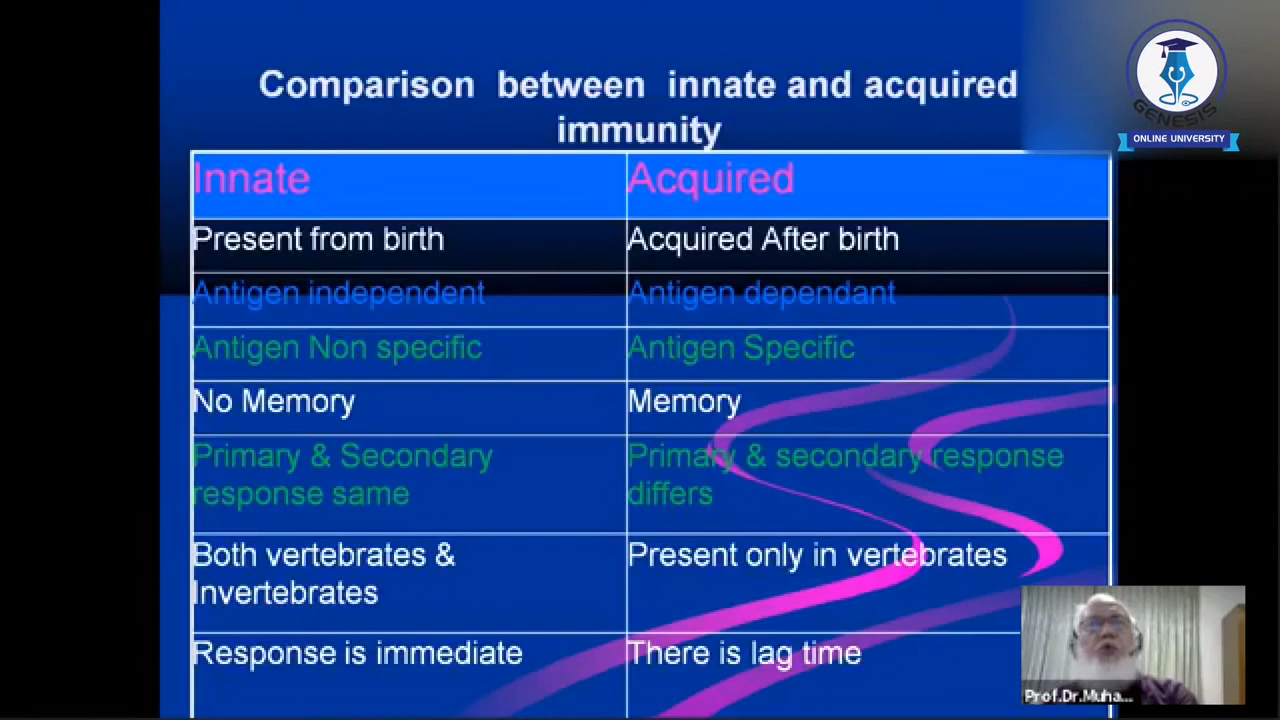 Comparison between innate and acquired
immunity
GENESIS
ONLINE UNIVERSITY
Innate
Acquired
Present from birth
Acquired After birth
Antigen independent
Antigen dependant
Antigen Non specific
Antigen Specific
No Memory
Memory
Primary & Secondary
response same
Primary & secondary response
differs
Both vertebrates &
Invertebrates
Present only in vertebrates
Response is immediate
There is lag time
Prof.Dr.Muha...